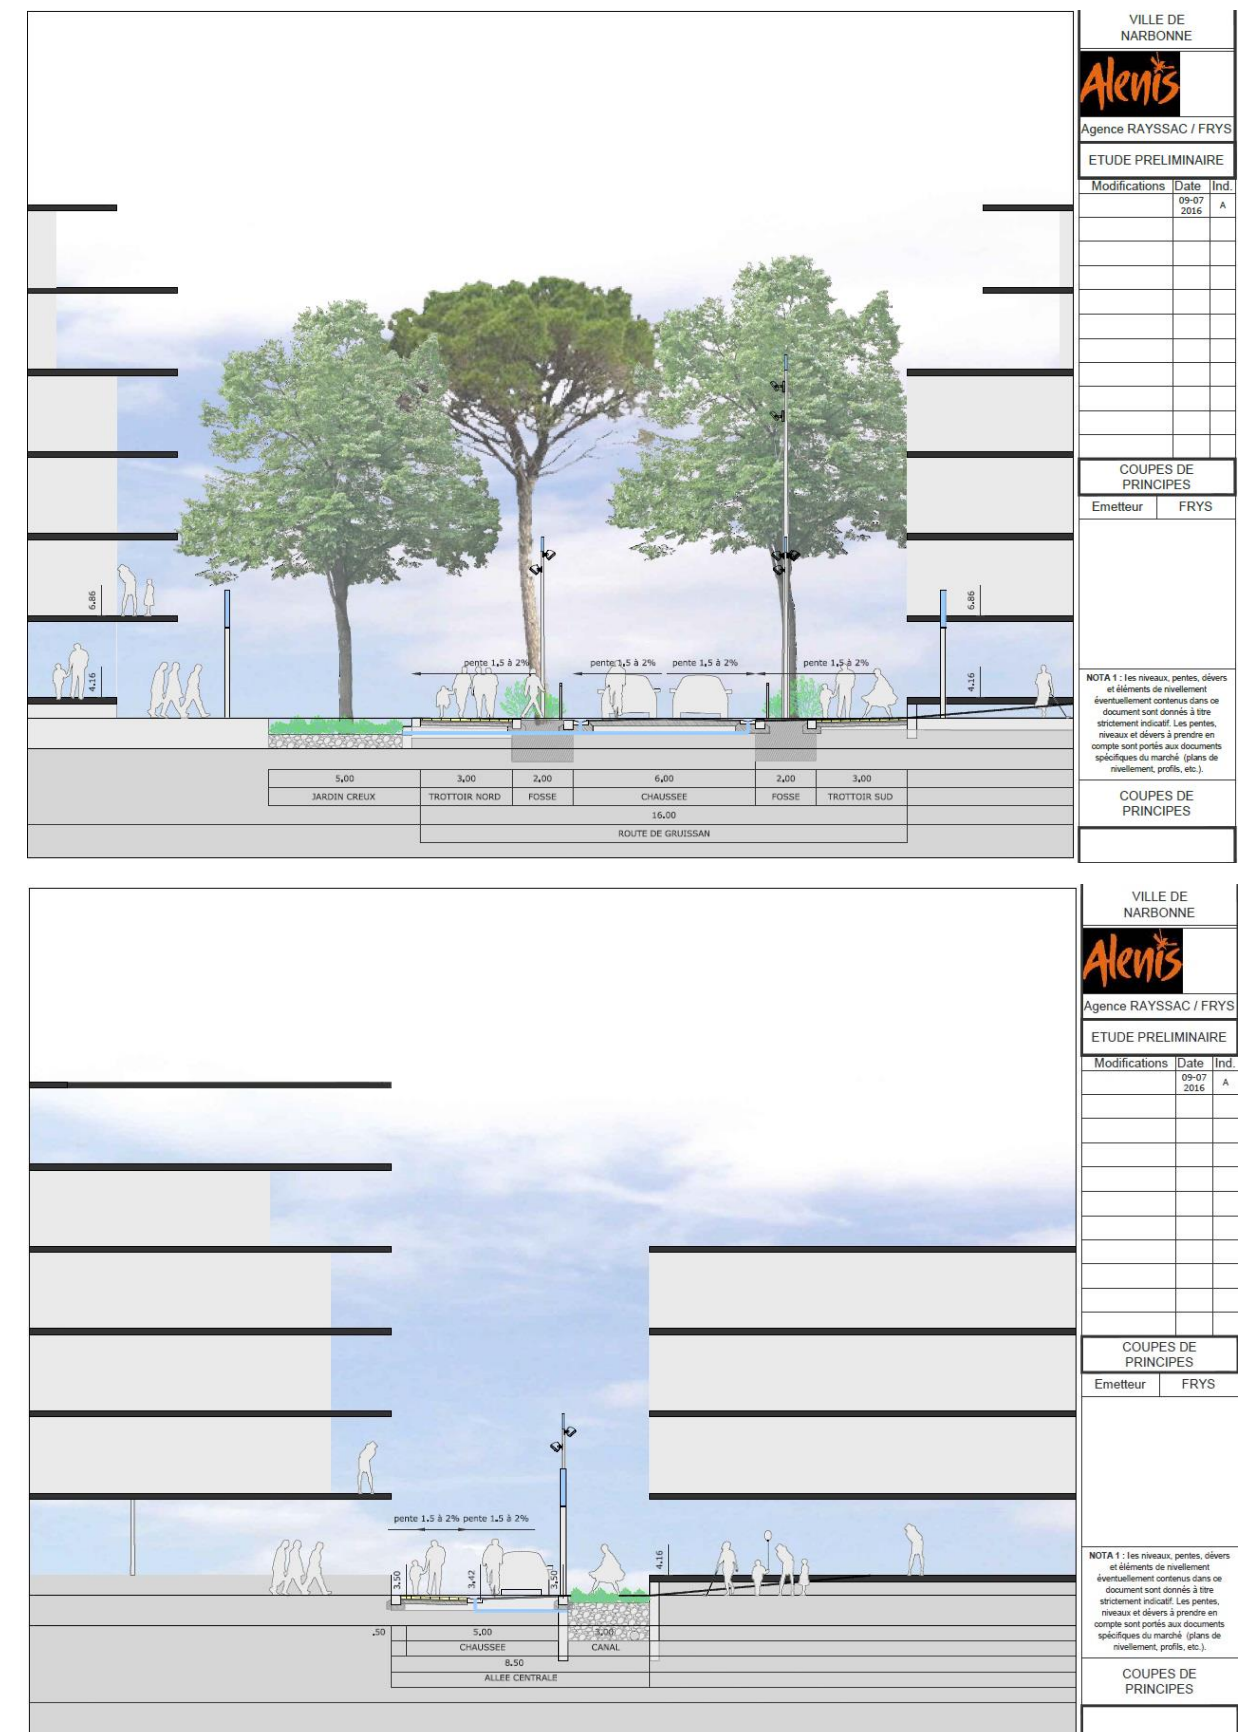 VILLE DE
NARBONNE
Alenis
Agence RAYSSAC / FRYS
ETUDE PRELIMINAIRE
Modifications Date Ind.
09-07
2016 A
COUPES DE
PRINCIPES
Emetteur FRYS
6.86
6.86
4.16
4.16
pente 1,5 à 2% pente 1,5 à 2% pente 1,5 à 2% pente 1,5 à 2%
NOTA 1 : les niveaux, pentes, dévers
et éléments de nivellement
éventuellement contenus dans ce
document sont donnés à titre
strictement indicatif. Les pentes,
niveaux et dévers à prendre en
compte sont portés aux documents
spécifiques du marché (plans de
nivellement, profils, etc.).
5,00 3,00 2,00 6,00 2,00 3,00
JARDIN CREUX TROTTOIR NORD FOSSE CHAUSSEE FOSSE TROTTOIR SUD
16.00
ROUTE DE GRUISSAN
COUPES DE
PRINCIPES
VILLE DE
NARBONNE
Alenis
Agence RAYSSAC / FRYS
ETUDE PRELIMINAIRE
Modifications Date Ind.
09-07
2016 A
COUPES DE
PRINCIPES
Emetteur FRYS
pente 1.5 à 2% pente 1.5 à 2%
3.50
3.42
3.50
4.16
NOTA 1 : les niveaux, pentes, dévers
et éléments de nivellement
éventuellement contenus dans ce
document sont donnés à titre
strictement indicatif. Les pentes,
niveaux et dévers à prendre en
compte sont portés aux documents
spécifiques du marché (plans de
nivellement, profils, etc.).
.50 5.00 3.00
CHAUSSEE CANAL
8.50
ALLEE CENTRALE
COUPES DE
PRINCIPES